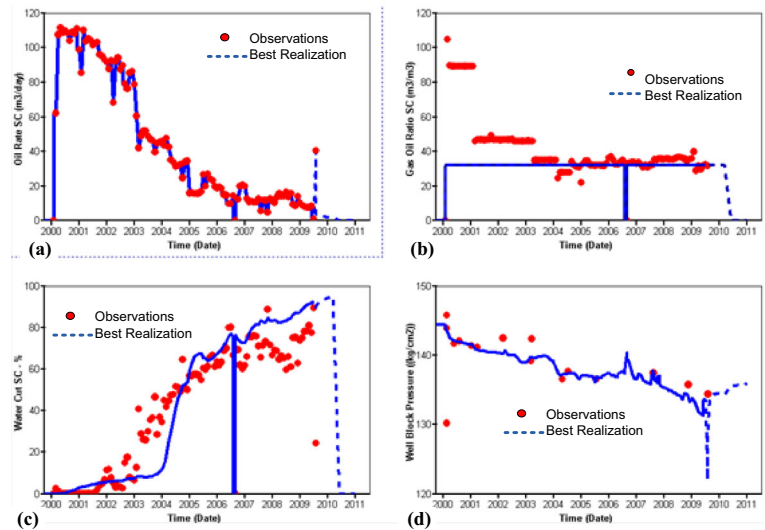 120
100
80
60
40
20
0
Oil Rate SC (m3/day)
Observations
Best Realization
2000 2001 2002 2003 2004 2005 2006 2007 2008 2009 2010 2011
Time (Date)
(a)
120
100
80
60
40
20
0
Gas Oil Ratio SC (m3/m3)
Observations
Best Realization
2000 2001 2002 2003 2004 2005 2006 2007 2008 2009 2010 2011
Time (Date)
(b)
100
80
60
40
20
0
Water Cut SC - %
Observations
Best Realization
2000 2001 2002 2003 2004 2005 2006 2007 2008 2009 2010 2011
Time (Date)
(c)
150
140
130
120
Well Block Pressure ((kg/cm2))
Observations
Best Realization
2000 2001 2002 2003 2004 2005 2006 2007 2008 2009 2010 2011
Time (Date)
(d)